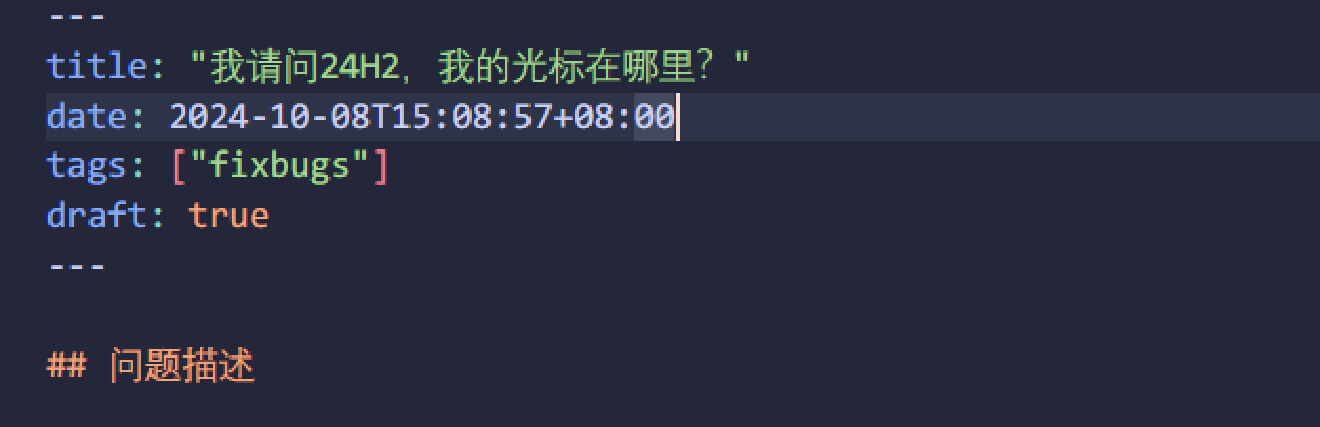 ---
title: "我请问24H2，我的光标在哪里？"
date: 2024-10-08T15:08:57+08:00
tags: ["fixbugs"]
draft: true
---
## 问题描述